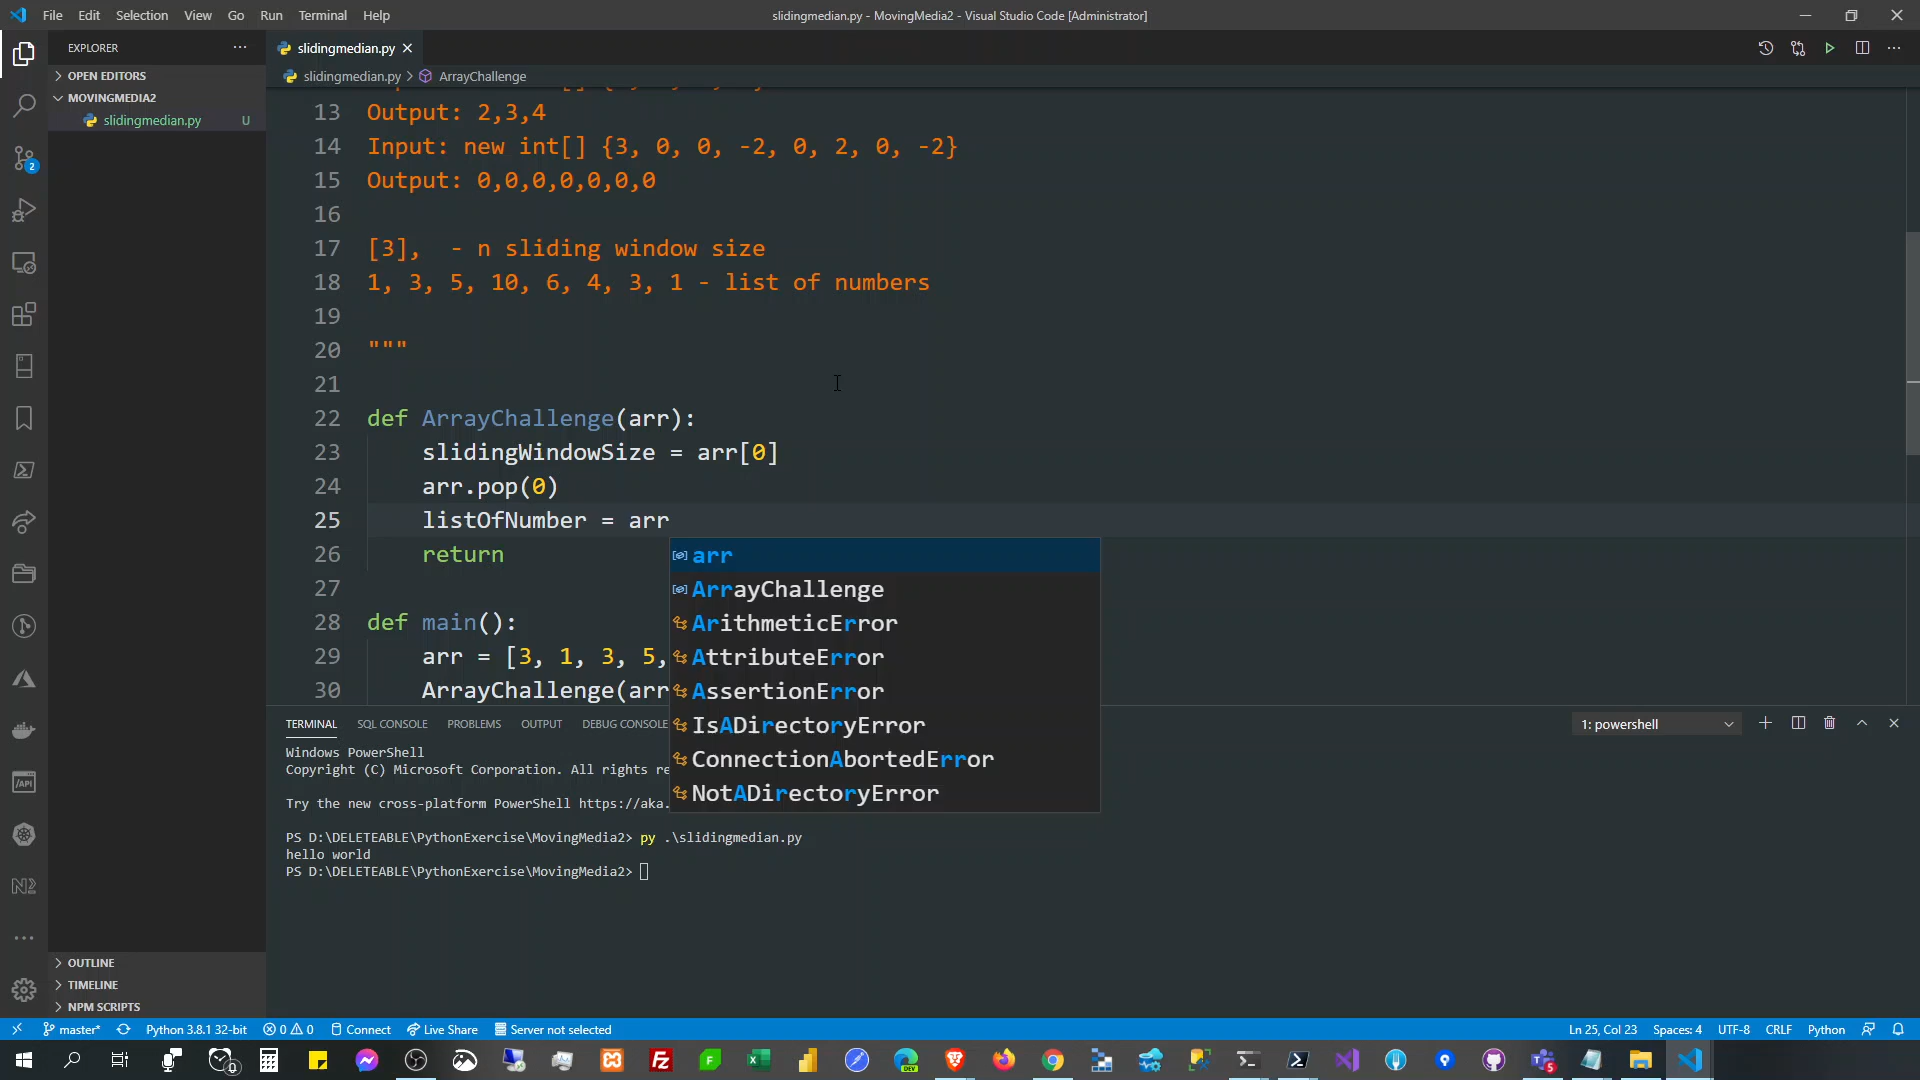 File Edit Selection View Go Run Terminal Help
slidingmedian.py - MovingMedia2 - Visual Studio Code [Administrator]
EXPLORER
OPEN EDITORS
MOVINGMEDIA2
slidingmedian.py U
slidingmedian.py
slidingmedian.py > ArrayChallenge
13 Output: 2,3,4
14 Input: new int[] {3, 0, 0, -2, 0, 2, 0, -2}
15 Output: 0,0,0,0,0,0,0
16
17 [3],  - n sliding window size
18 1, 3, 5, 10, 6, 4, 3, 1 - list of numbers
19
20 """
21
22 def ArrayChallenge(arr):
23 slidingWindowSize = arr[0]
24 arr.pop(0)
25 listOfNumber = arr
26 return
27
28 def main():
29 arr = [3, 1, 3, 5,
30 ArrayChallenge(arr
arr
ArrayChallenge
ArithmeticError
AttributeError
AssertionError
IsADirectoryError
ConnectionAbortedError
NotADirectoryError
TERMINAL SQL CONSOLE PROBLEMS OUTPUT DEBUG CONSOLE
1: powershell
Windows PowerShell
Copyright (C) Microsoft Corporation. All rights re
Try the new cross-platform PowerShell https://aka.
PS D:\DELETEABLE\PythonExercise\MovingMedia2> py .\slidingmedian.py
hello world
PS D:\DELETEABLE\PythonExercise\MovingMedia2>
OUTLINE
TIMELINE
NPM SCRIPTS
master* Python 3.8.1 32-bit 0 0 Connect Live Share Server not selected
Ln 25, Col 23 Spaces: 4 UTF-8 CRLF Python